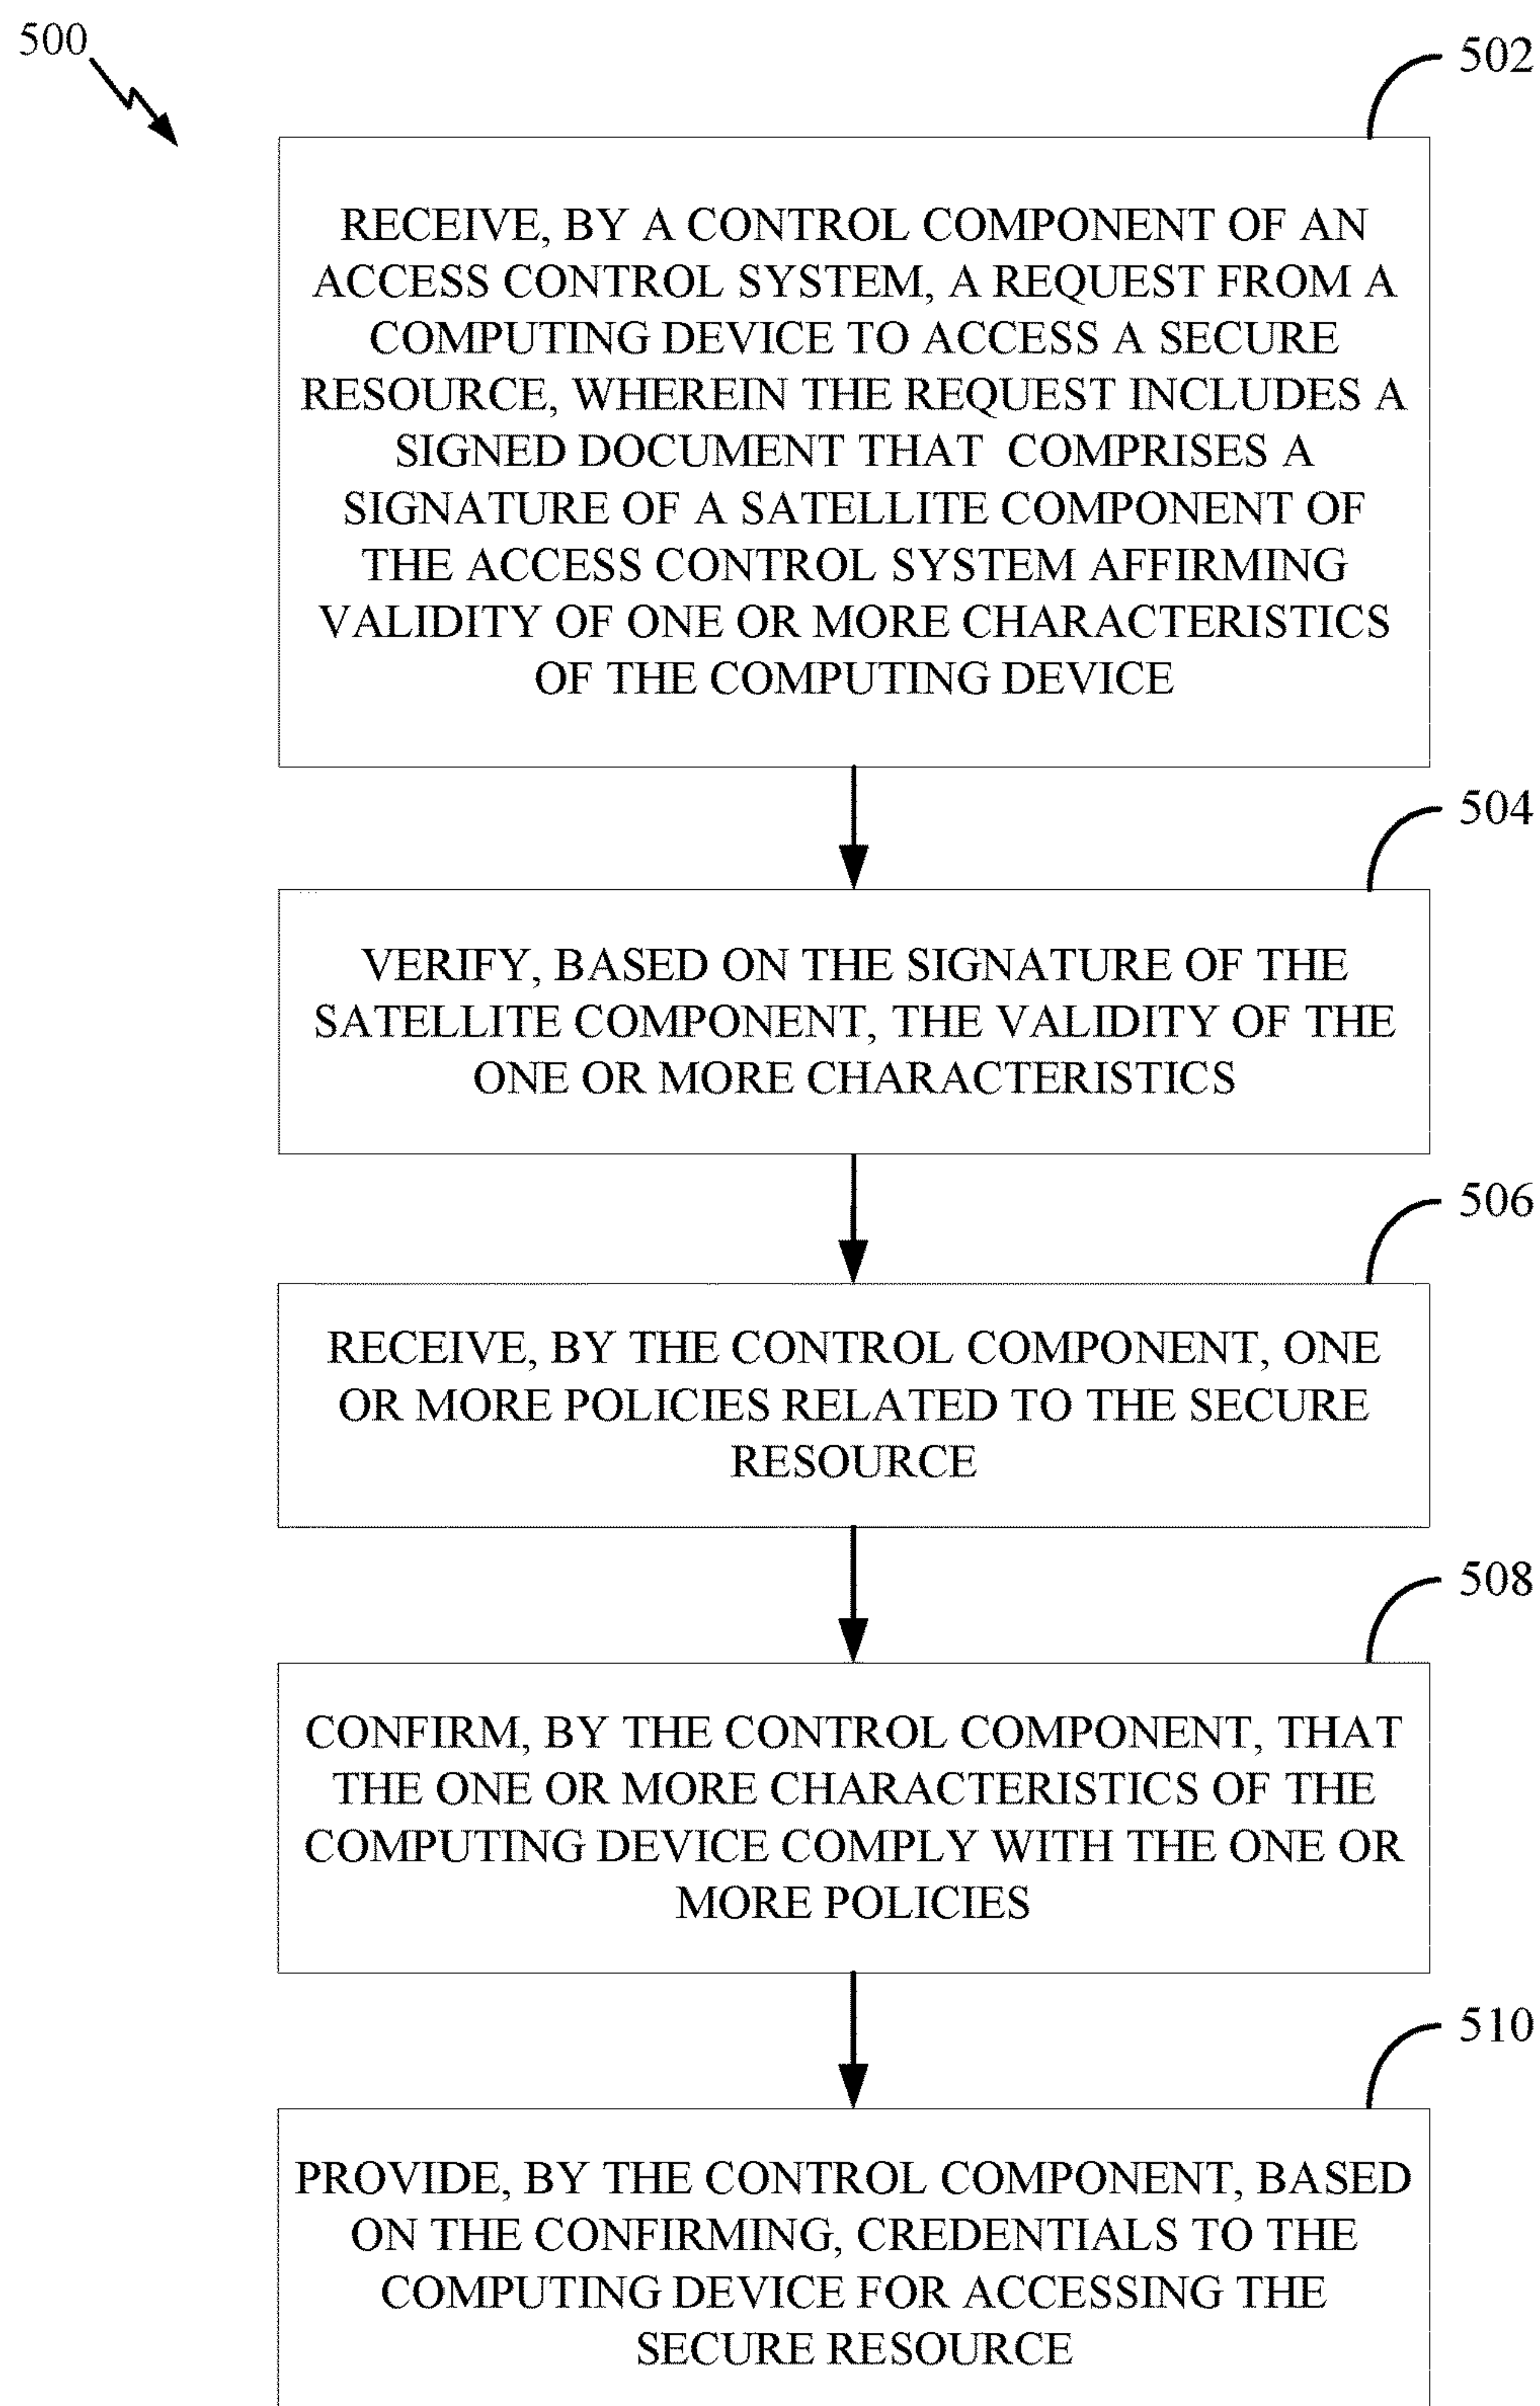 500
502
RECEIVE, BY A CONTROL COMPONENT OF AN
ACCESS CONTROL SYSTEM, A REQUEST FROM A
COMPUTING DEVICE TO ACCESS A SECURE
RESOURCE, WHEREIN THE REQUEST INCLUDES A
SIGNED DOCUMENT THAT COMPRISES A
SIGNATURE OF A SATELLITE COMPONENT OF
THE ACCESS CONTROL SYSTEM AFFIRMING
VALIDITY OF ONE OR MORE CHARACTERISTICS
OF THE COMPUTING DEVICE
504
VERIFY, BASED ON THE SIGNATURE OF THE
SATELLITE COMPONENT, THE VALIDITY OF THE
ONE OR MORE CHARACTERISTICS
506
RECEIVE, BY THE CONTROL COMPONENT, ONE
OR MORE POLICIES RELATED TO THE SECURE
RESOURCE
508
CONFIRM, BY THE CONTROL COMPONENT, THAT
THE ONE OR MORE CHARACTERISTICS OF THE
COMPUTING DEVICE COMPLY WITH THE ONE OR
MORE POLICIES
510
PROVIDE, BY THE CONTROL COMPONENT, BASED
ON THE CONFIRMING, CREDENTIALS TO THE
COMPUTING DEVICE FOR ACCESSING THE
SECURE RESOURCE